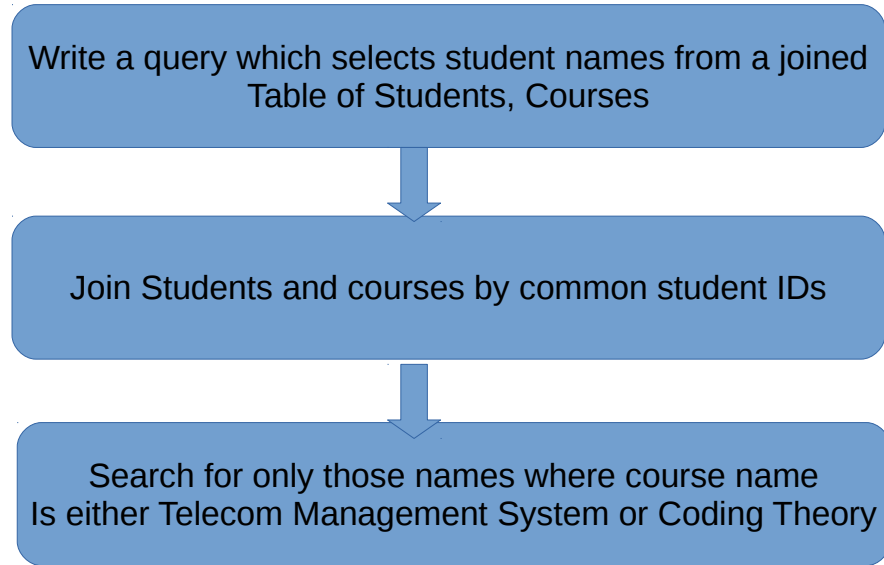 Write a query which selects student names from a joined
Table of Students, Courses
Join Students and courses by common student IDs
Search for only those names where course name
Is either Telecom Management System or Coding Theory